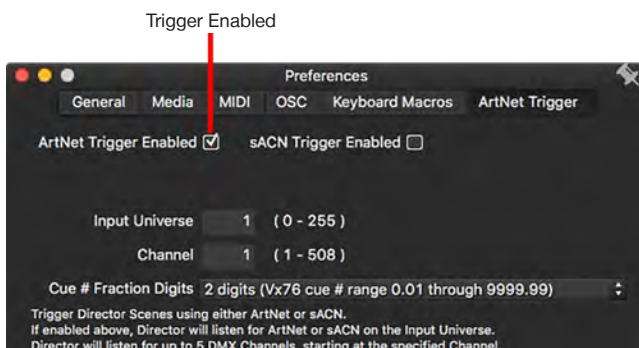 Trigger Enabled
Preferences
General Media MIDI OSC Keyboard Macros ArtNet Trigger
ArtNet Trigger Enabled sACN Trigger Enabled
Input Universe 1 ( 0 - 255 )
Channel 1 ( 1 - 508 )
Cue # Fraction Digits 2 digits (Vx76 cue # range 0.01 through 9999.99)
Trigger Director Scenes using either ArtNet or sACN.
If enabled above, Director will listen for ArtNet or sACN on the Input Universe.
Director will listen for up to 5 DMX Channels, starting at the specified Channel.